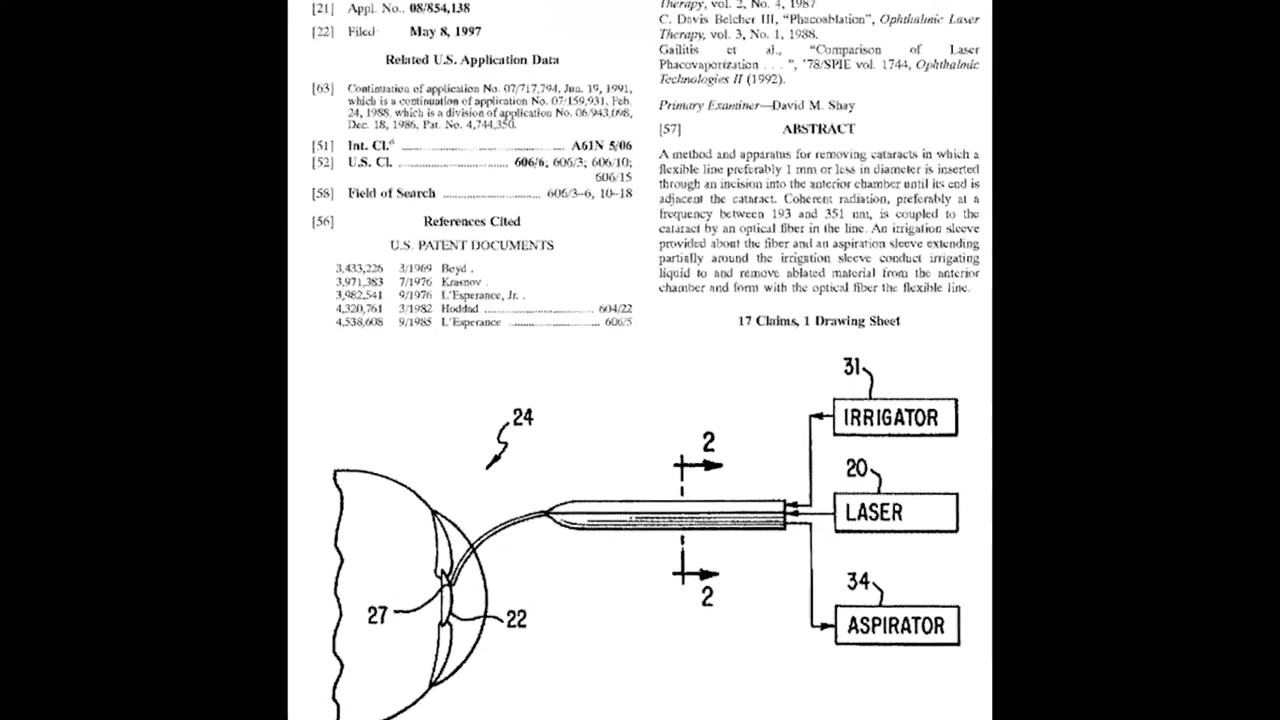 [21] Appl. No.. 08/854,138
[22] Filed: May 8, 1997
Related U.S. Application Data
[63] Continuation of application No. 07/717,794, Jun. 19, 1991,
which is a continuation of application No. 07/159,931, Feb.
24, 1988, which is a division of application No. 06/943,098,
Dec. 18, 1986, Pat. No. 4,744,350.
[51] Int. Cl.⁶ ........ A61N 5/06
[52] U.S. Cl. ........ 606/6; 606/3; 606/10;
606/15
[58] Field of Search ........ 606/3–6, 10–18
[56] References Cited
U.S. PATENT DOCUMENTS
3,433,226 3/1969 Boyd .
3,971,383 7/1976 Krasnov .
3,982,541 9/1976 L'Esperance, Jr. .
4,320,761 3/1982 Haddad ........ 604/22
4,538,608 9/1985 L'Esperance ........ 606/5
Therapy, vol. 2, No. 4, 1987
C. Davis Belcher III, “Phacoablation”, Ophthalmic Laser
Therapy, vol. 3, No. 1, 1988.
Gailitis et al., “Comparison of Laser
Phacovaporization . . . ”, '78/SPIE vol. 1744, Ophthalmic
Technologies II (1992).
Primary Examiner—David M. Shay
[57] ABSTRACT
A method and apparatus for removing cataracts in which a
flexible line preferably 1 mm or less in diameter is inserted
through an incision into the anterior chamber until its end is
adjacent the cataract. Coherent radiation, preferably at a
frequency between 193 and 351 nm, is coupled to the
cataract by an optical fiber in the line. An irrigation sleeve
provided about the fiber and an aspiration sleeve extending
partially around the irrigation sleeve conduct irrigating
liquid to and remove ablated material from the anterior
chamber and form with the optical fiber the flexible line.
17 Claims, 1 Drawing Sheet
31
IRRIGATOR
24
2
20
LASER
2
34
ASPIRATOR
27
22